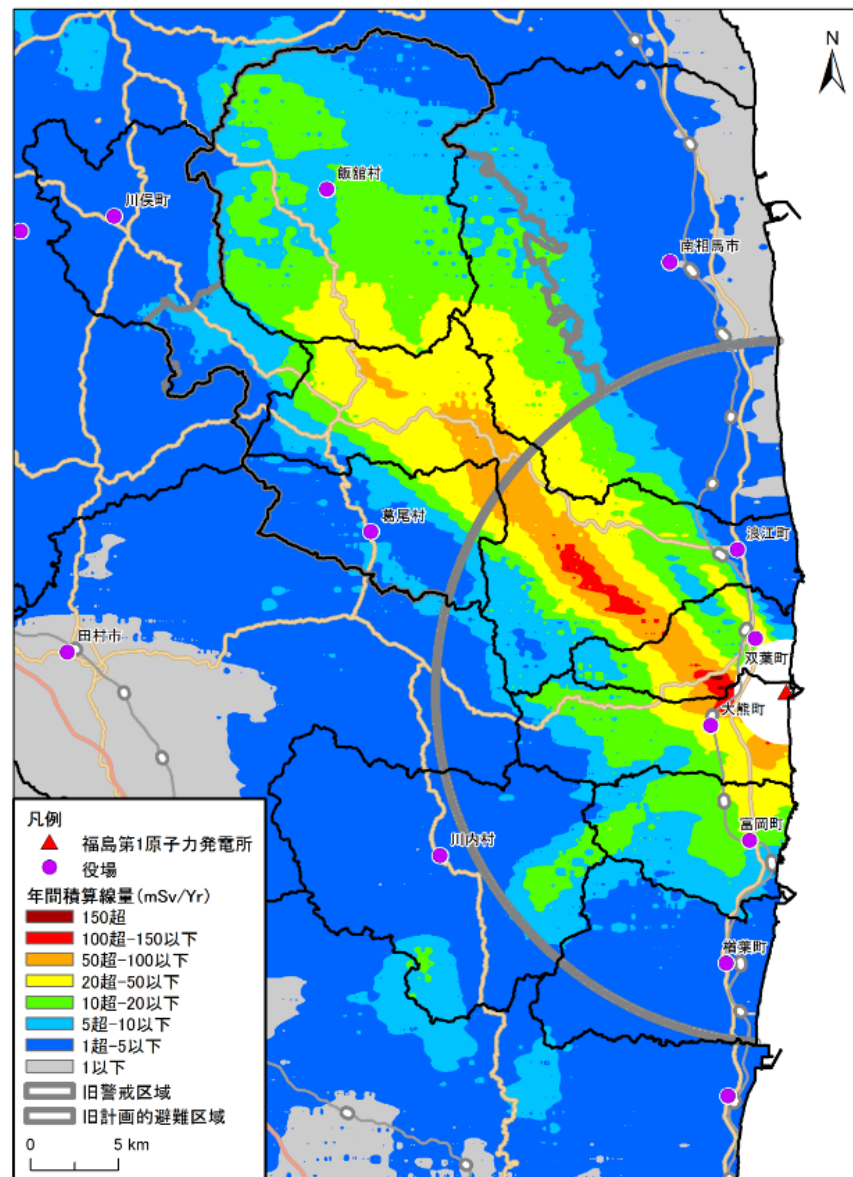 N
飯舘村
川俣町
南相馬市
葛尾村
浪江町
田村市
双葉町
大熊町
川内村
富岡町
楢葉町
凡例
福島第1原子力発電所
役場
年間積算線量(mSv/Yr)
150超
100超-150以下
50超-100以下
20超-50以下
10超-20以下
5超-10以下
1超-5以下
1以下
旧警戒区域
旧計画的避難区域
0 5 km